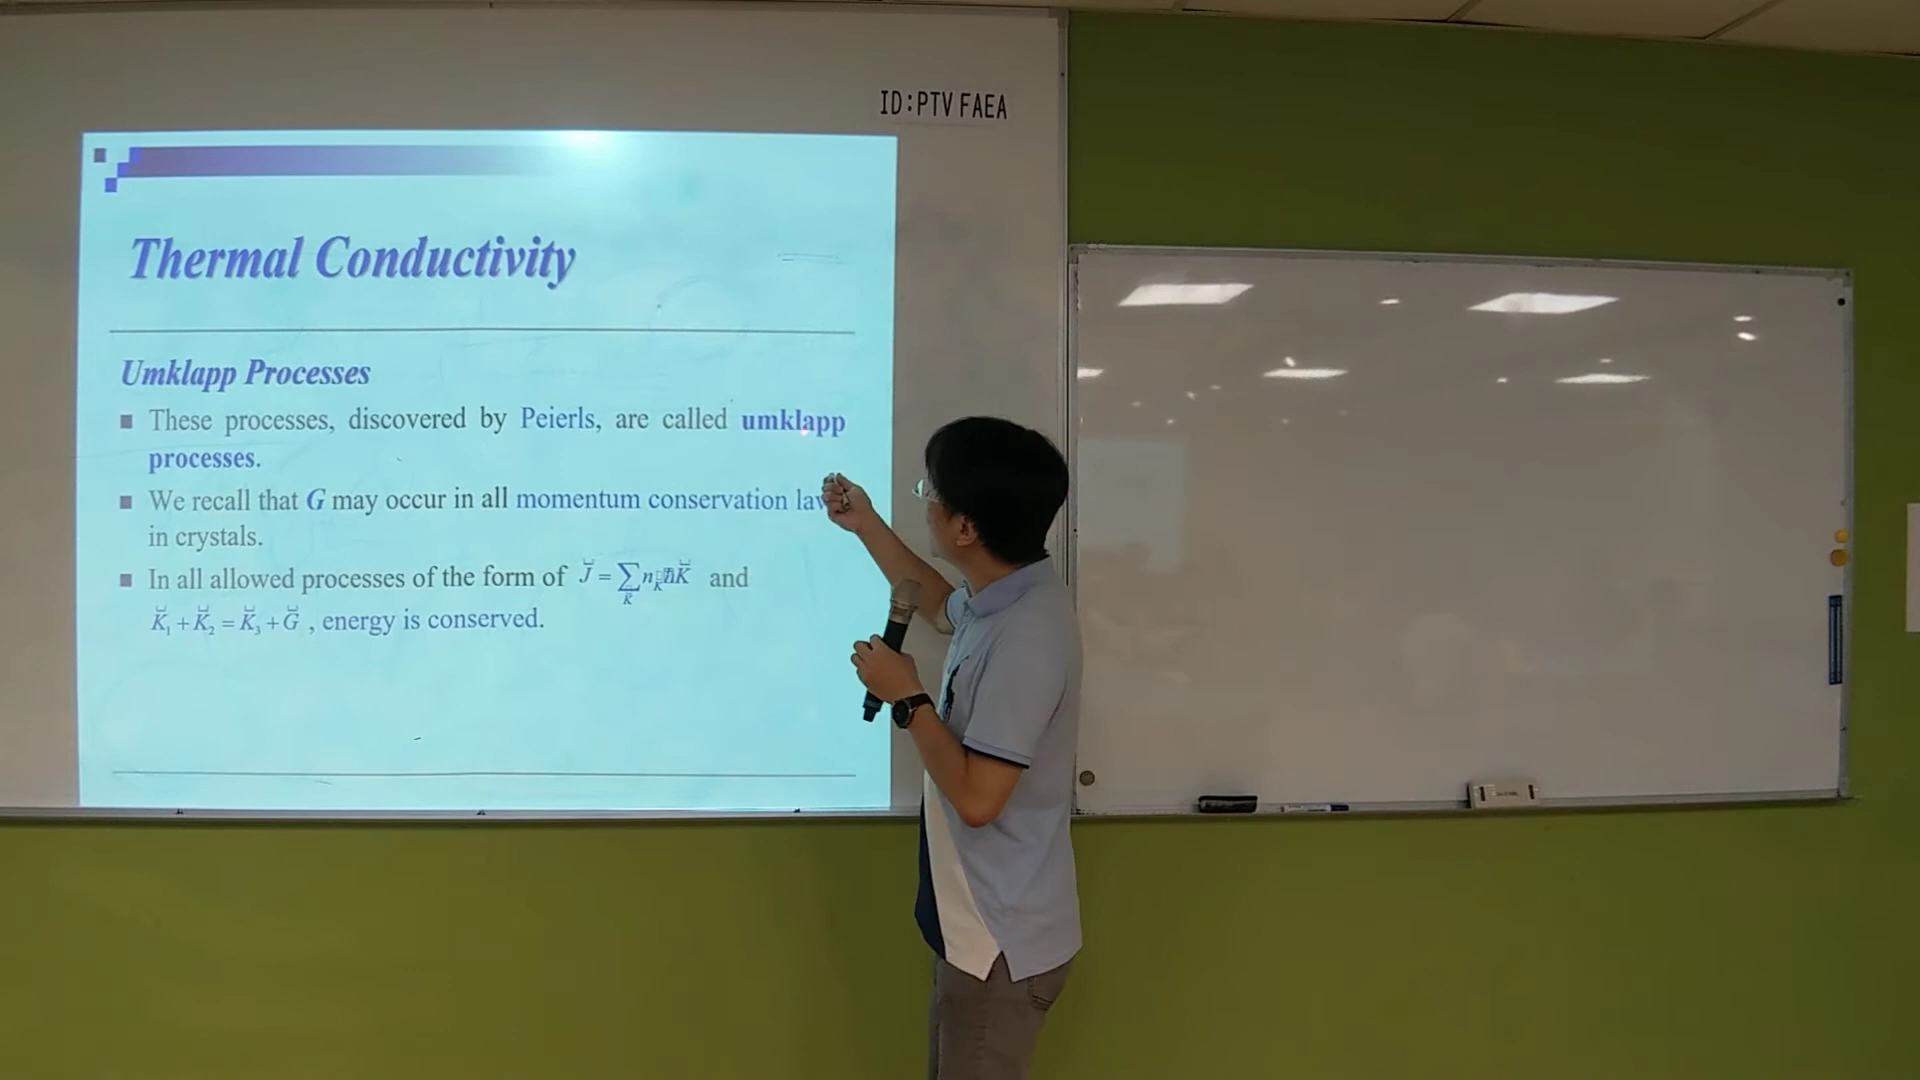 ID:PTV FAEA
Thermal Conductivity
Umklapp Processes
■ These processes, discovered by Peierls, are called umklapp
processes.
■ We recall that G may occur in all momentum conservation
in crystals.
■ In all allowed processes of the form of J = ∑ n_K ħK and
K₁ + K₂ = K₃ + G , energy is conserved.